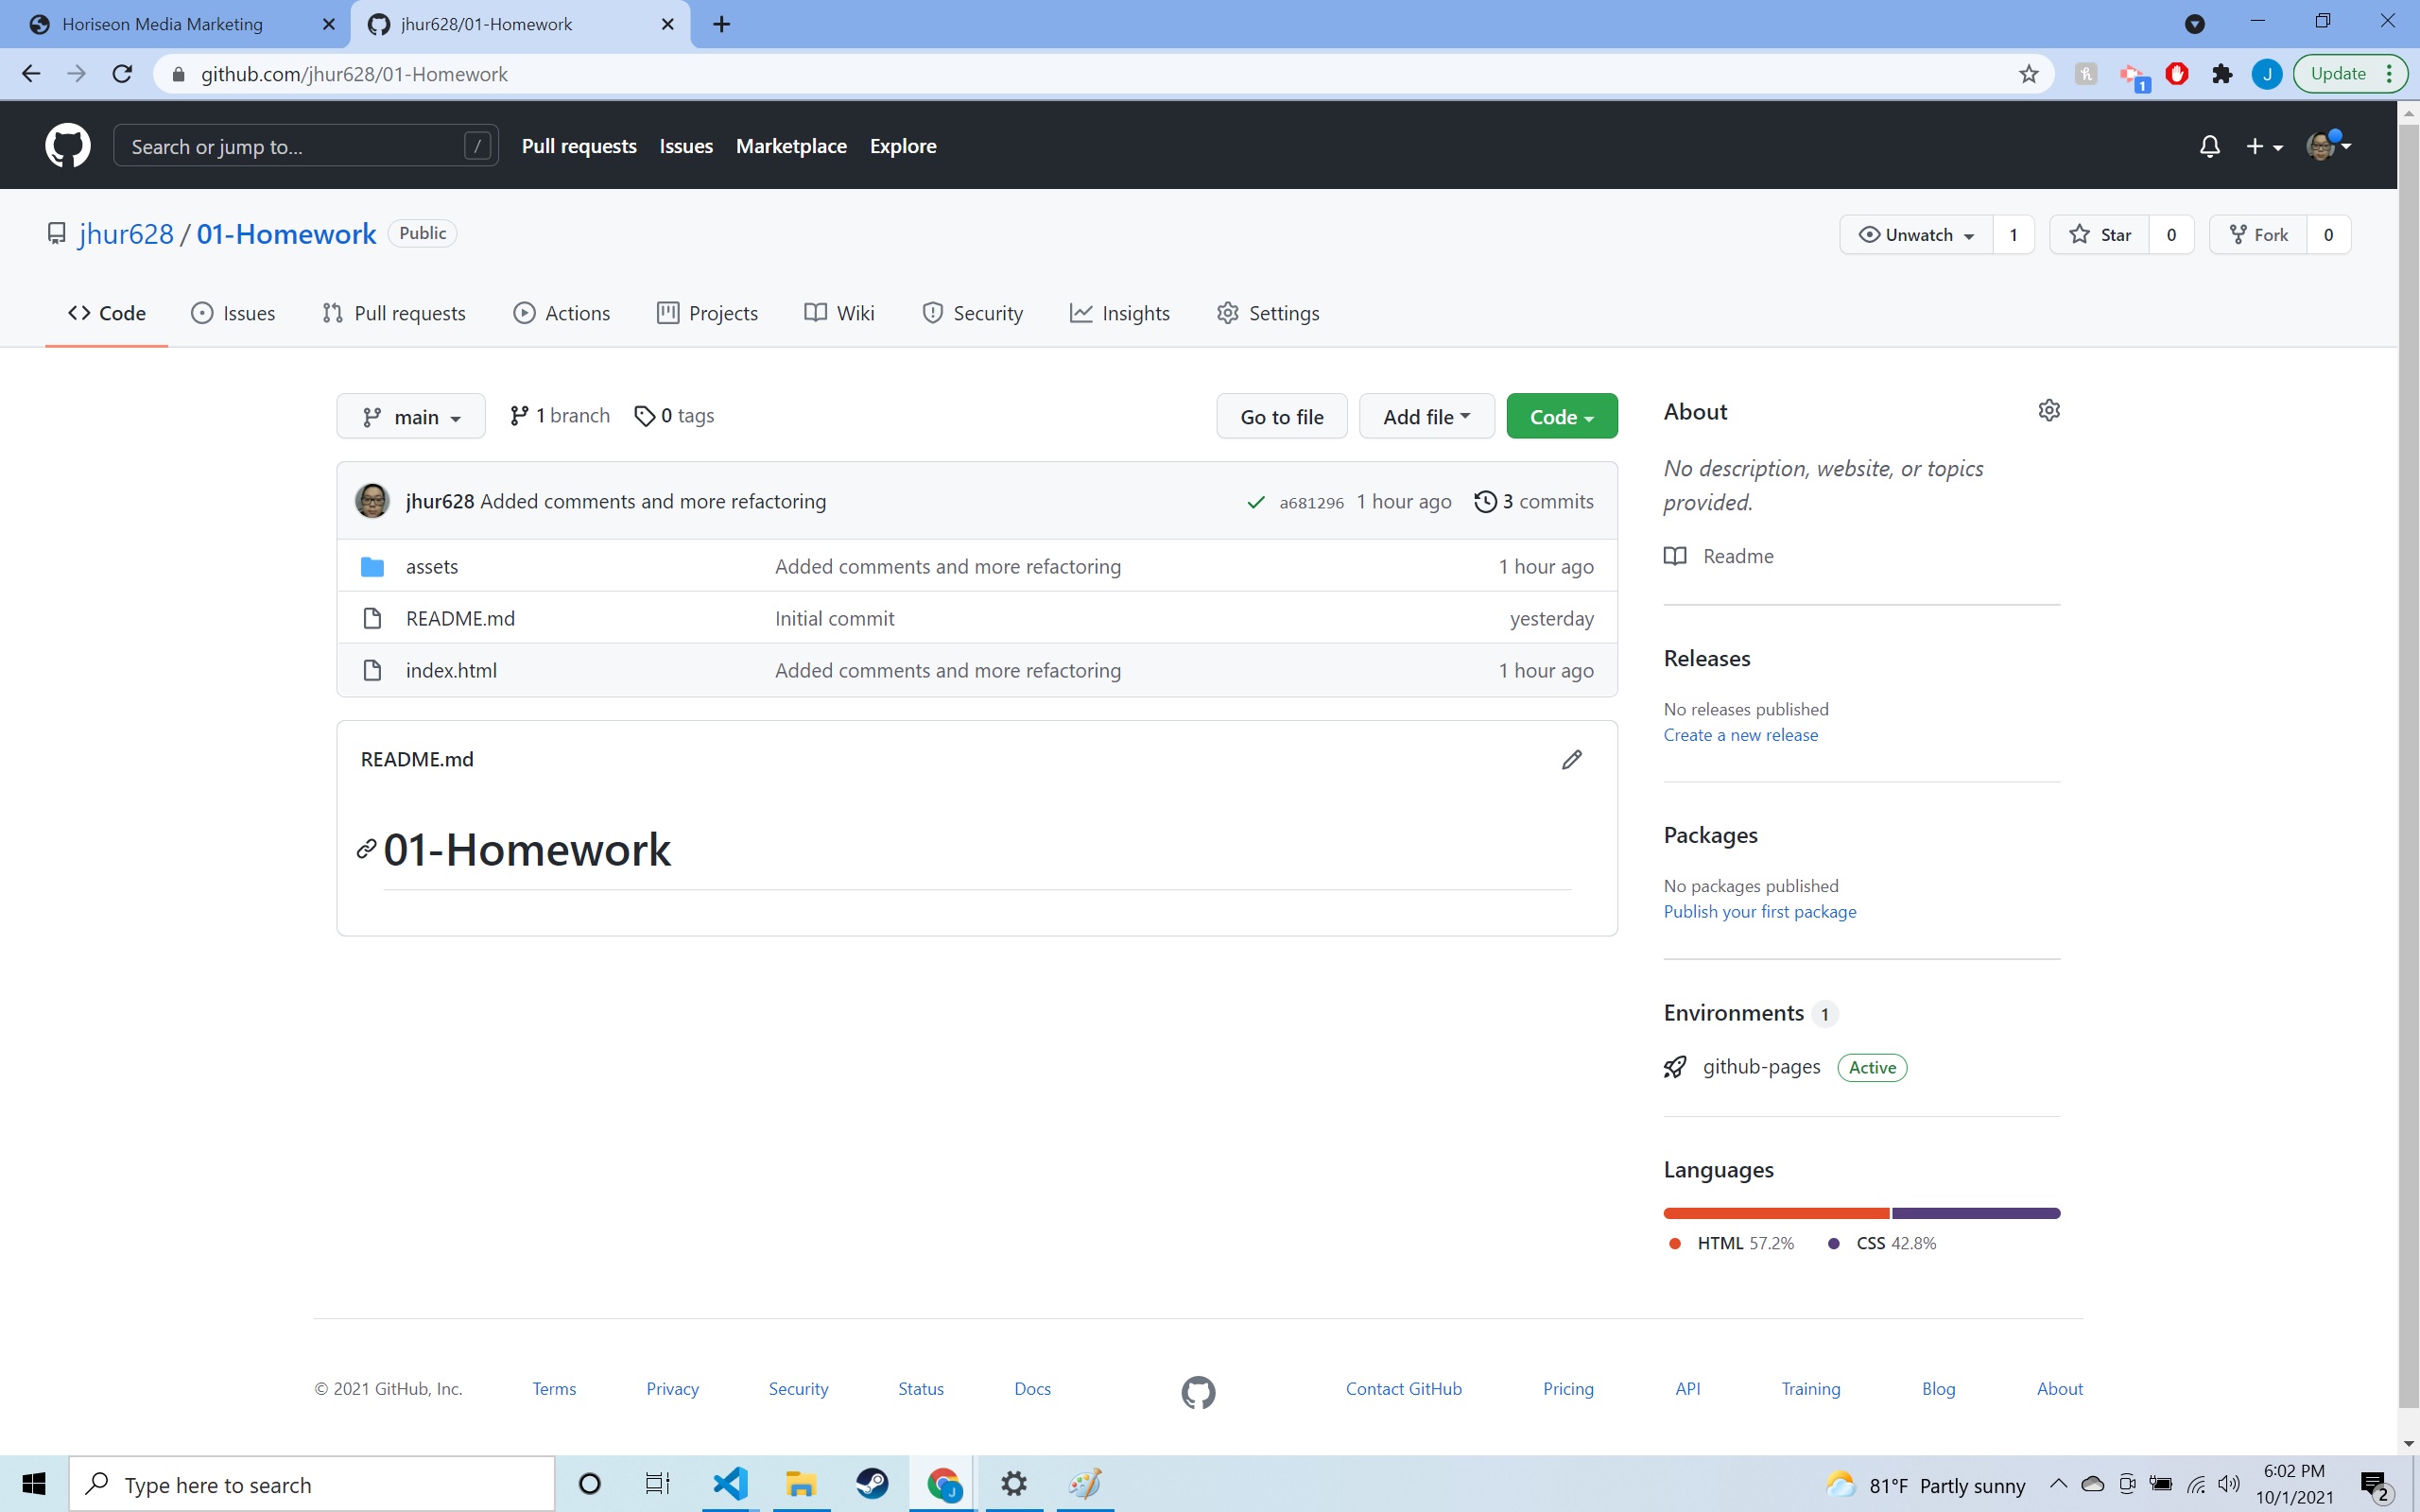 Horiseon Media Marketing
jhur628/01-Homework
github.com/jhur628/01-Homework
1
J
Update
Search or jump to...
/
Pull requests
Issues
Marketplace
Explore
jhur628 / 01-Homework
Public
Unwatch
1
Star
0
Fork
0
Code
Issues
Pull requests
Actions
Projects
Wiki
Security
Insights
Settings
main
1 branch
0 tags
Go to file
Add file
Code
jhur628 Added comments and more refactoring
a681296 1 hour ago
3 commits
assets
Added comments and more refactoring
1 hour ago
README.md
Initial commit
yesterday
index.html
Added comments and more refactoring
1 hour ago
README.md
01-Homework
About
No description, website, or topics
provided.
Readme
Releases
No releases published
Create a new release
Packages
No packages published
Publish your first package
Environments 1
github-pages
Active
Languages
HTML 57.2%
CSS 42.8%
© 2021 GitHub, Inc.
Terms
Privacy
Security
Status
Docs
Contact GitHub
Pricing
API
Training
Blog
About
Type here to search
J
81°F Partly sunny
6:02 PM
10/1/2021
2